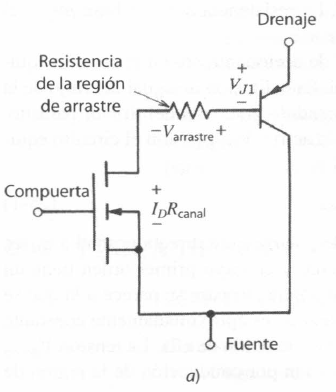 Drenaje
Resistencia
de la región
de arrastre
+
V_J1
−
−V_arrastre +
Compuerta
+
I_D R_canal
−
Fuente
a)